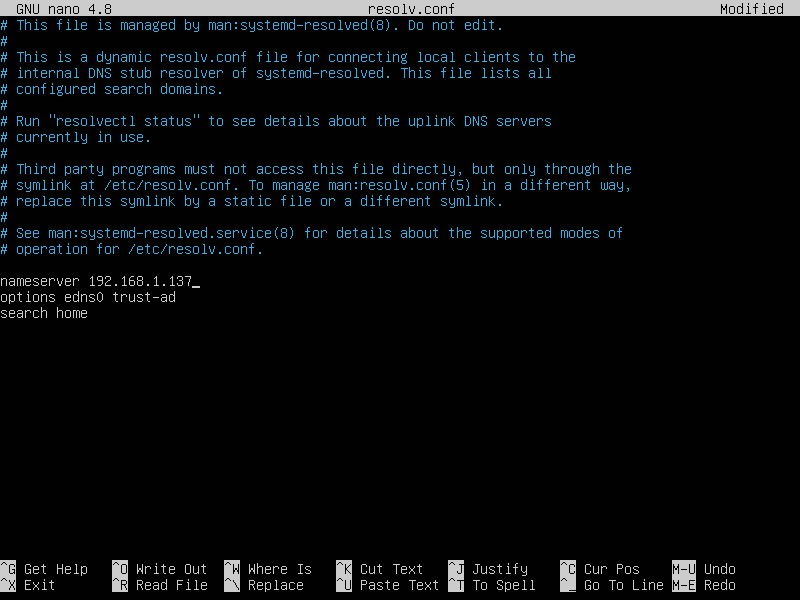 GNU nano 4.8 resolv.conf Modified
# This file is managed by man:systemd-resolved(8). Do not edit.
#
# This is a dynamic resolv.conf file for connecting local clients to the
# internal DNS stub resolver of systemd-resolved. This file lists all
# configured search domains.
#
# Run "resolvectl status" to see details about the uplink DNS servers
# currently in use.
#
# Third party programs must not access this file directly, but only through the
# symlink at /etc/resolv.conf. To manage man:resolv.conf(5) in a different way,
# replace this symlink by a static file or a different symlink.
#
# See man:systemd-resolved.service(8) for details about the supported modes of
# operation for /etc/resolv.conf.
nameserver 192.168.1.137_
options edns0 trust-ad
search home
^G Get Help ^O Write Out ^W Where Is ^K Cut Text ^J Justify ^C Cur Pos M-U Undo
^X Exit ^R Read File ^\ Replace ^U Paste Text ^T To Spell ^_ Go To Line M-E Redo